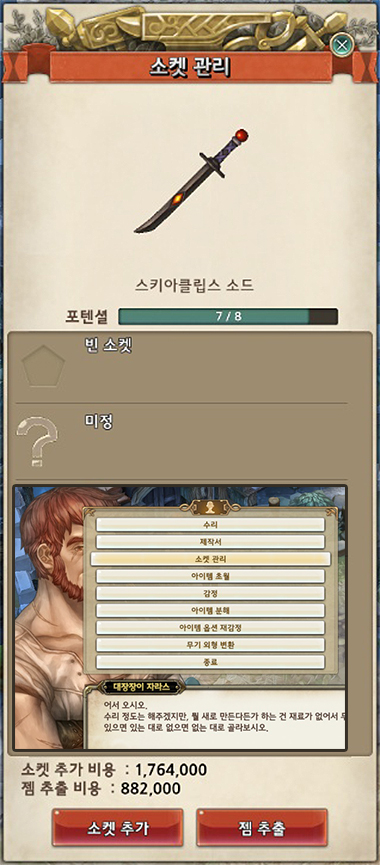 소켓 관리
스키아클립스 소드
포텐셜 7 / 8
빈 소켓
미정
수리
제작서
소켓 관리
아이템 초월
감정
아이템 분해
아이템 옵션 재감정
무기 외형 변환
종료
대장장이 자라스
어서 오시오.
수리 정도는 해주겠지만, 뭘 새로 만든다든가 하는 건 재료가 없어서
있으면 있는 대로 없으면 없는 대로 골라보시오.
소켓 추가 비용 : 1,764,000
젬 추출 비용 : 882,000
소켓 추가
젬 추출